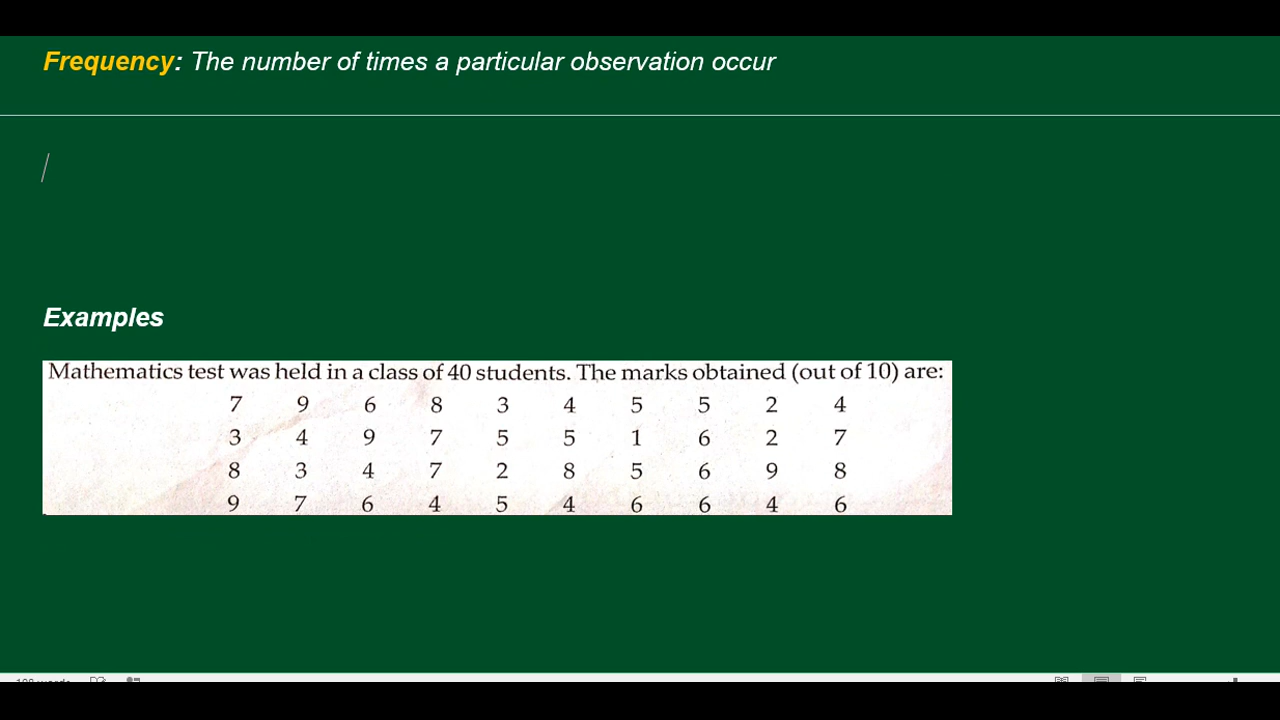 Frequency: The number of times a particular observation occur
/
Examples
Mathematics test was held in a class of 40 students. The marks obtained (out of 10) are:
7 9 6 8 3 4 5 5 2 4
3 4 9 7 5 5 1 6 2 7
8 3 4 7 2 8 5 6 9 8
9 7 6 4 5 4 6 6 4 6